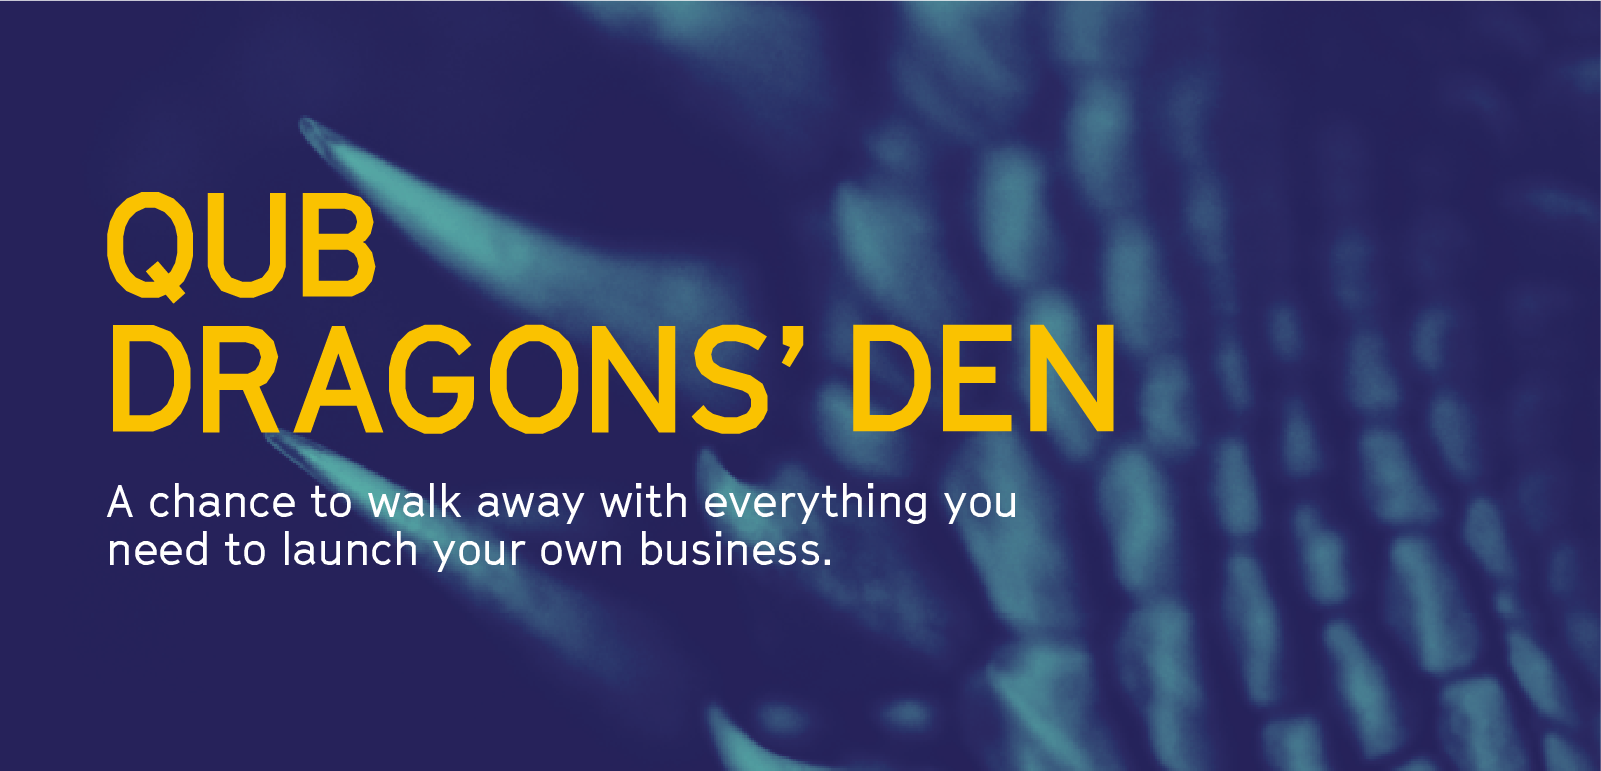 QUB
DRAGONS’ DEN
A chance to walk away with everything you
need to launch your own business.